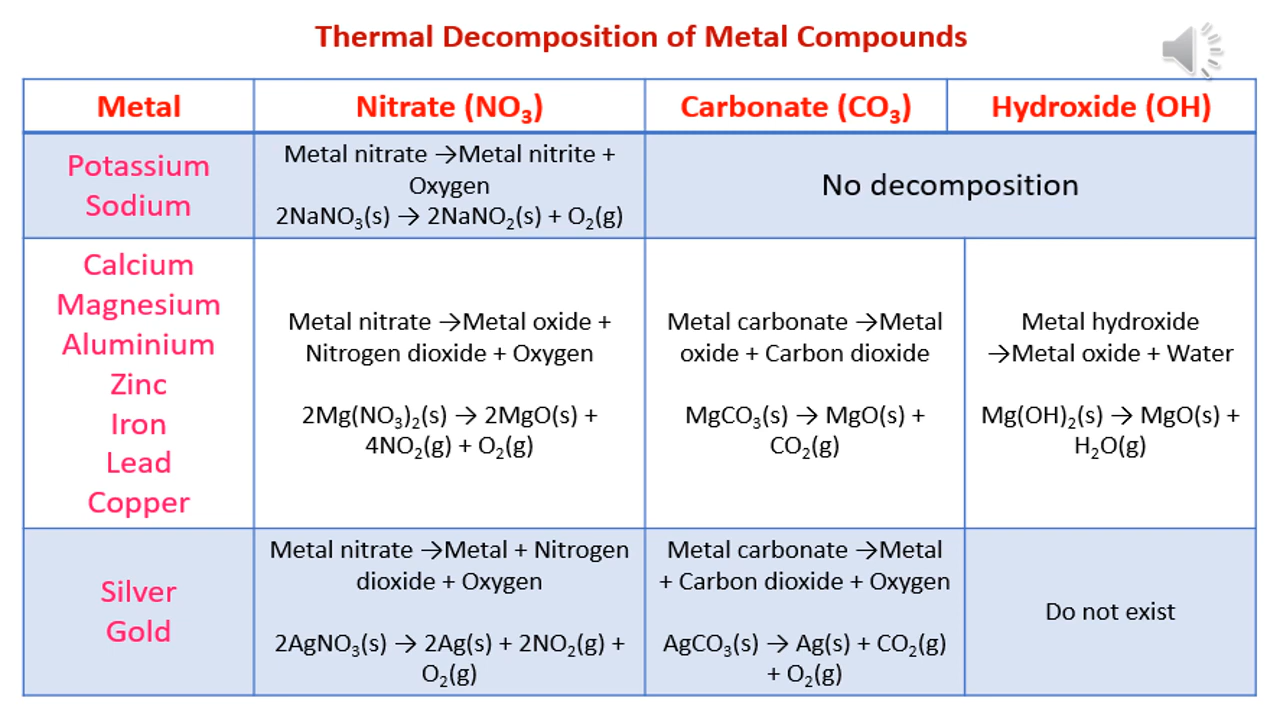 Thermal Decomposition of Metal Compounds
Metal
Nitrate (NO₃)
Carbonate (CO₃)
Hydroxide (OH)
Potassium
Sodium
Metal nitrate →Metal nitrite +
Oxygen
2NaNO₃(s) → 2NaNO₂(s) + O₂(g)
No decomposition
Calcium
Magnesium
Aluminium
Zinc
Iron
Lead
Copper
Metal nitrate →Metal oxide +
Nitrogen dioxide + Oxygen
2Mg(NO₃)₂(s) → 2MgO(s) +
4NO₂(g) + O₂(g)
Metal carbonate →Metal
oxide + Carbon dioxide
MgCO₃(s) → MgO(s) +
CO₂(g)
Metal hydroxide
→Metal oxide + Water
Mg(OH)₂(s) → MgO(s) +
H₂O(g)
Silver
Gold
Metal nitrate →Metal + Nitrogen
dioxide + Oxygen
2AgNO₃(s) → 2Ag(s) + 2NO₂(g) +
O₂(g)
Metal carbonate →Metal
+ Carbon dioxide + Oxygen
AgCO₃(s) → Ag(s) + CO₂(g)
+ O₂(g)
Do not exist